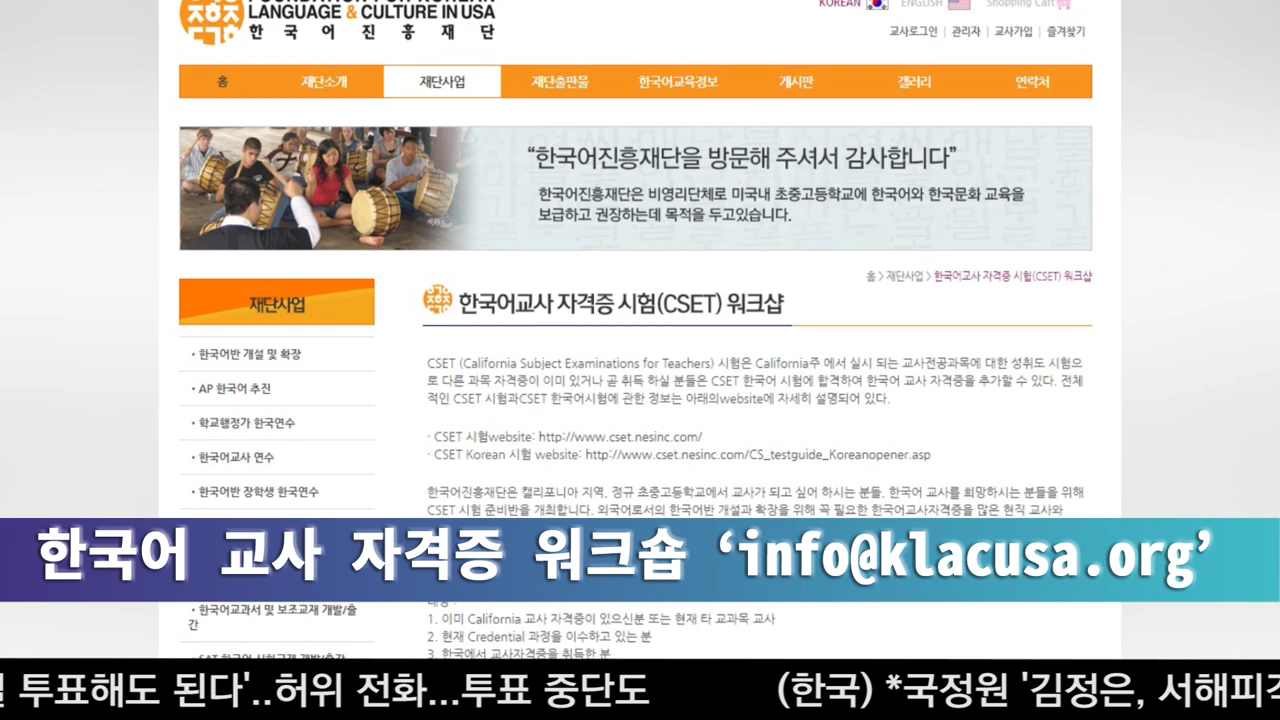 FOUNDATION FOR KOREAN
LANGUAGE & CULTURE IN USA
한국어진흥재단
KOREAN ENGLISH Shopping Cart
교사로그인 | 관리자 | 교사가입 | 즐겨찾기
홈 재단소개 재단사업 재단출판물 한국어교육정보 게시판 갤러리 연락처
“한국어진흥재단을 방문해 주셔서 감사합니다”
한국어진흥재단은 비영리단체로 미국내 초중고등학교에 한국어와 한국문화 교육을
보급하고 권장하는데 목적을 두고있습니다.
홈 > 재단사업 > 한국어교사 자격증 시험(CSET) 워크샵
재단사업
· 한국어반 개설 및 확장
· AP 한국어 추진
· 학교행정가 한국연수
· 한국어교사 연수
· 한국어반 장학생 한국연수
· 한국어교과서 및 보조교재 개발/출
간
한국어교사 자격증 시험(CSET) 워크샵
CSET (California Subject Examinations for Teachers) 시험은 California주 에서 실시 되는 교사전공과목에 대한 성취도 시험으
로 다른 과목 자격증이 이미 있거나 곧 취득 하실 분들은 CSET 한국어 시험에 합격하여 한국어 교사 자격증을 추가할 수 있다. 전체
적인 CSET 시험과CSET 한국어시험에 관한 정보는 아래의website에 자세히 설명되어 있다.
· CSET 시험website: http://www.cset.nesinc.com/
· CSET Korean 시험 website: http://www.cset.nesinc.com/CS_testguide_Koreanopener.asp
한국어진흥재단은 캘리포니아 지역, 정규 초중고등학교에서 교사가 되고 싶어 하시는 분들, 한국어 교사를 희망하시는 분들을 위해
CSET 시험 준비반을 개최합니다. 외국어로서의 한국어반 개설과 확장을 위해 꼭 필요한 한국어교사자격증을 많은 현직 교사와
한국어 교사 자격증 워크숍 ‘info@klacusa.org’
1. 이미 California 교사 자격증이 있으신분 또는 현재 타 교과목 교사
2. 현재 Credential 과정을 이수하고 있는 분
3. 한국에서 교사자격증을 취득한 분
투표해도 된다'..허위 전화...투표 중단도 (한국) *국정원 '김정은, 서해피격